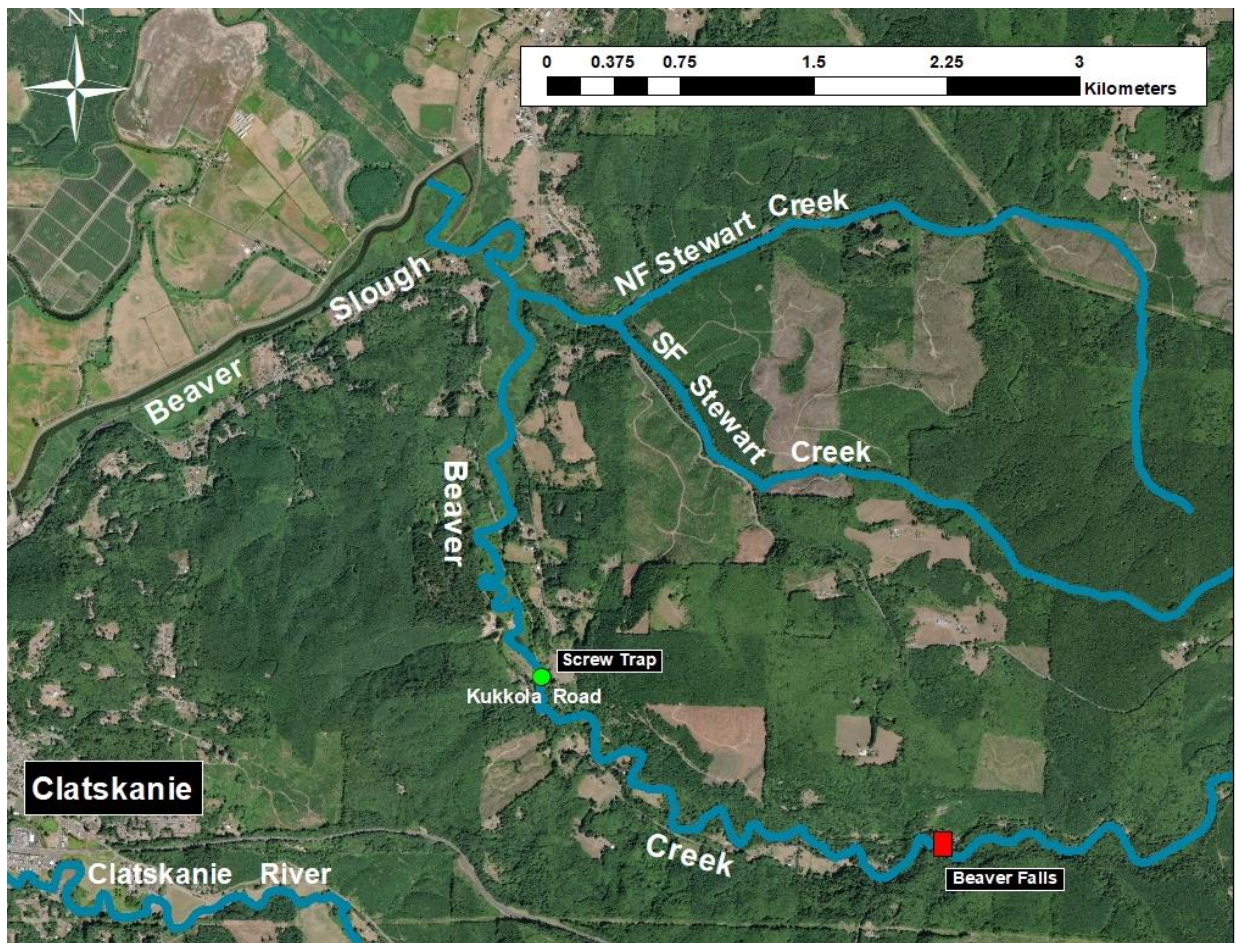 N
0 0.375 0.75 1.5 2.25 3
Kilometers
NF Stewart Creek
Beaver Slough
SF Stewart Creek
Beaver Creek
Screw Trap
Kukkola Road
Clatskanie
Clatskanie River
Beaver Falls